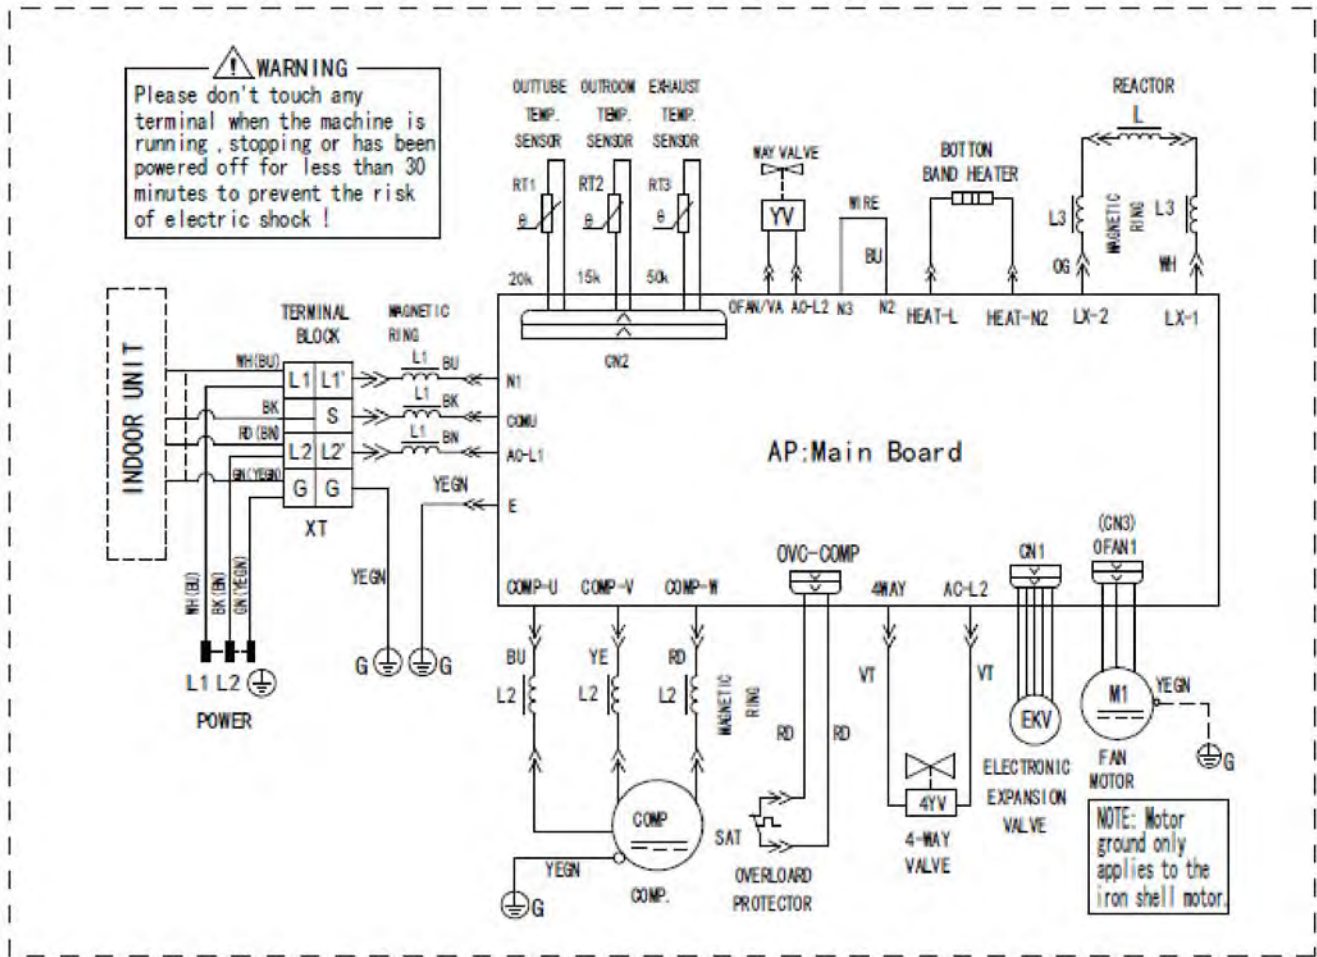 WARNING
Please don't touch any
terminal when the machine is
running , stopping or has been
powered off for less than 30
minutes to prevent the risk
of electric shock !
OUTTUBE OUTROOM EXHAUST
TEMP. TEMP. TEMP.
SENSOR SENSOR SENSOR
RT1 RT2 RT3
θ θ θ
20k 15k 50k
CN2
WAY VALVE
YV
OFAN/VA AC-L2
WIRE
BU
N3 N2
BOTTON
BAND HEATER
HEAT-L HEAT-N2
REACTOR
L
L3 L3
MAGNETIC
RING
OG WH
LX-2 LX-1
INDOOR UNIT
TERMINAL
BLOCK
MAGNETIC
RING
WH(BU)
L1 L1'
L1 BU
N1
BK
S
L1 BK
COMU
RD(BN)
L2 L2'
L1 BN
AC-L1
GN(YEGN)
G G
XT
YEGN
E
YEGN
G G
WH(BU)
BK(BN)
GN(YEGN)
L1 L2
POWER
AP:Main Board
COMP-U COMP-V COMP-W
BU YE RD
L2 L2 L2
MAGNETIC
RING
COMP
YEGN
G
COMP.
OVC-COMP
RD RD
SAT
OVERLOARD
PROTECTOR
4WAY AC-L2
VT VT
4YV
4-WAY
VALVE
CN1
EKV
ELECTRONIC
EXPANSION
VALVE
(CN3)
OFAN1
M1
YEGN
G
FAN
MOTOR
NOTE: Motor
ground only
applies to the
iron shell motor.